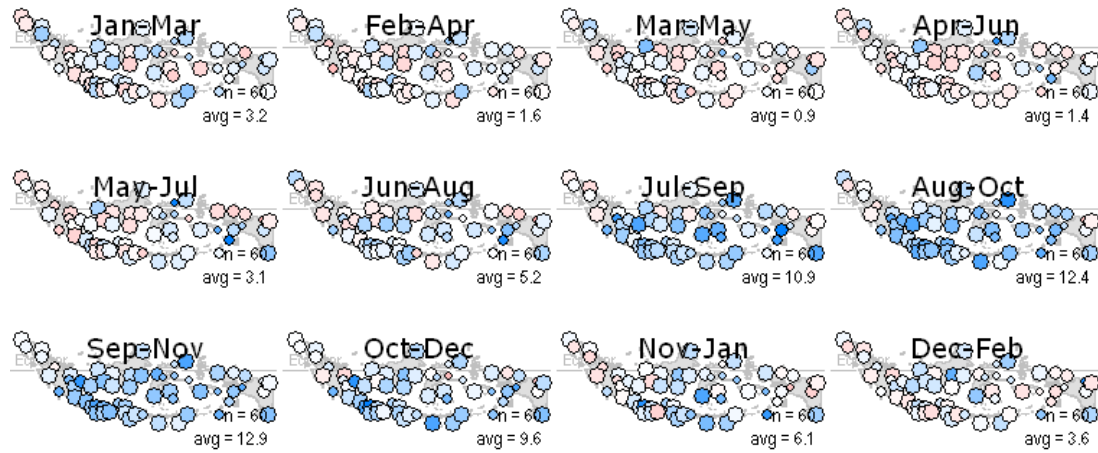 Jan-Mar
n = 60
avg = 3.2
Feb-Apr
n = 60
avg = 1.6
Mar-May
n = 60
avg = 0.9
Apr-Jun
n = 60
avg = 1.4
May-Jul
n = 60
avg = 3.1
Jun-Aug
n = 60
avg = 5.2
Jul-Sep
n = 60
avg = 10.9
Aug-Oct
n = 60
avg = 12.4
Sep-Nov
n = 60
avg = 12.9
Oct-Dec
n = 60
avg = 9.6
Nov-Jan
n = 60
avg = 6.1
Dec-Feb
n = 60
avg = 3.6